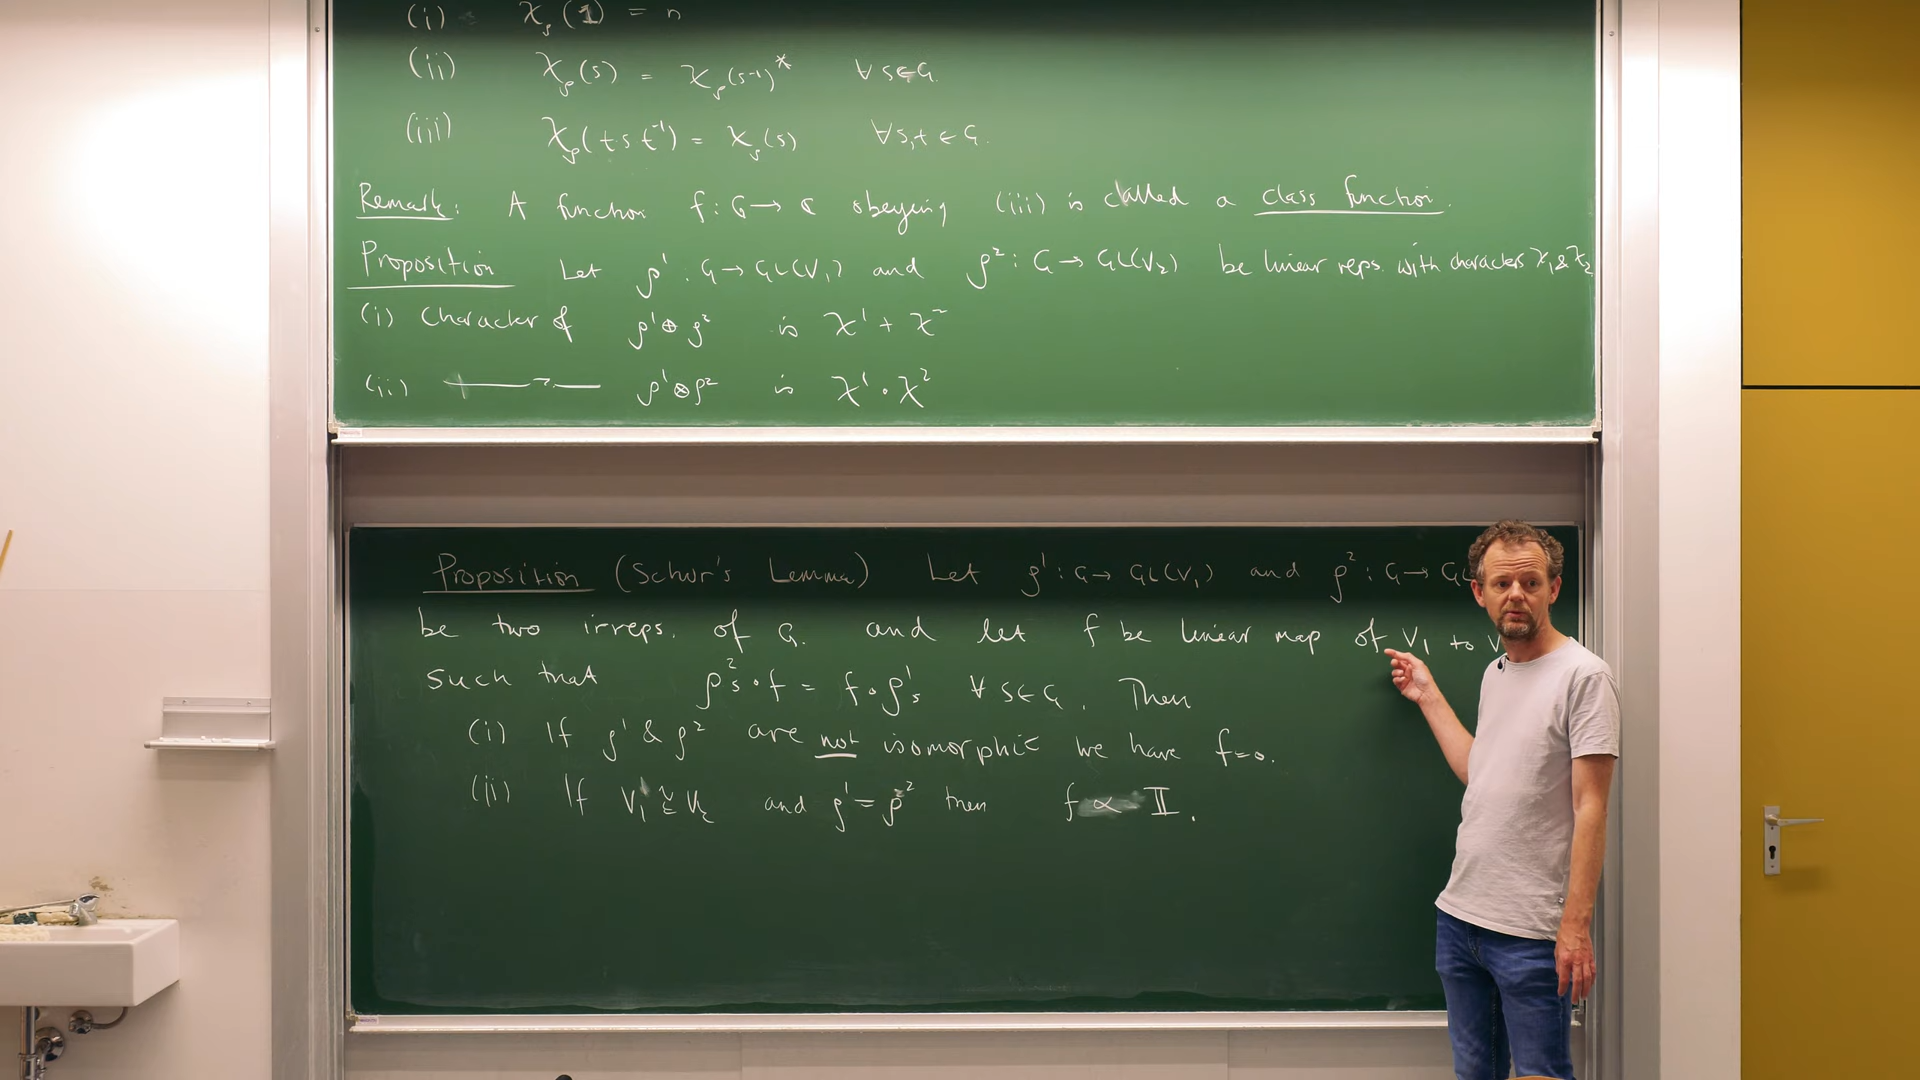 (i) χ_ρ(1) = n
(ii) χ_ρ(s) = χ_ρ(s⁻¹)* ∀ s∈G.
(iii) χ_ρ(t s t⁻¹) = χ_ρ(s) ∀ s,t ∈ G.
Remark: A function f: G → ℂ obeying (iii) is called a class function.
Proposition Let ρ¹: G → GL(V₁) and ρ²: G → GL(V₂) be linear reps. with characters χ₁ & χ₂
(i) Character of ρ¹ ⊕ ρ² is χ¹ + χ²
(ii) —— " —— ρ¹ ⊗ ρ² is χ¹ · χ²
Proposition (Schur's Lemma) Let ρ¹: G → GL(V₁) and ρ²: G → GL
be two irreps. of G. and let f be linear map of V₁ to V
such that ρ²_s ∘ f = f ∘ ρ¹_s ∀ s∈G. Then
(i) If ρ¹ & ρ² are not isomorphic we have f=0.
(ii) If V₁ ≅ V₂ and ρ¹ = ρ² then f ∝ 𝕀.